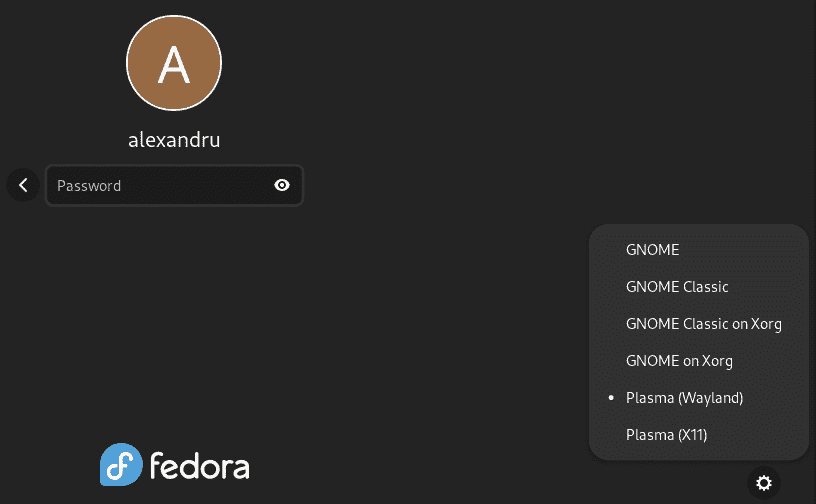 A
alexandru
Password
GNOME
GNOME Classic
GNOME Classic on Xorg
GNOME on Xorg
Plasma (Wayland)
Plasma (X11)
fedora